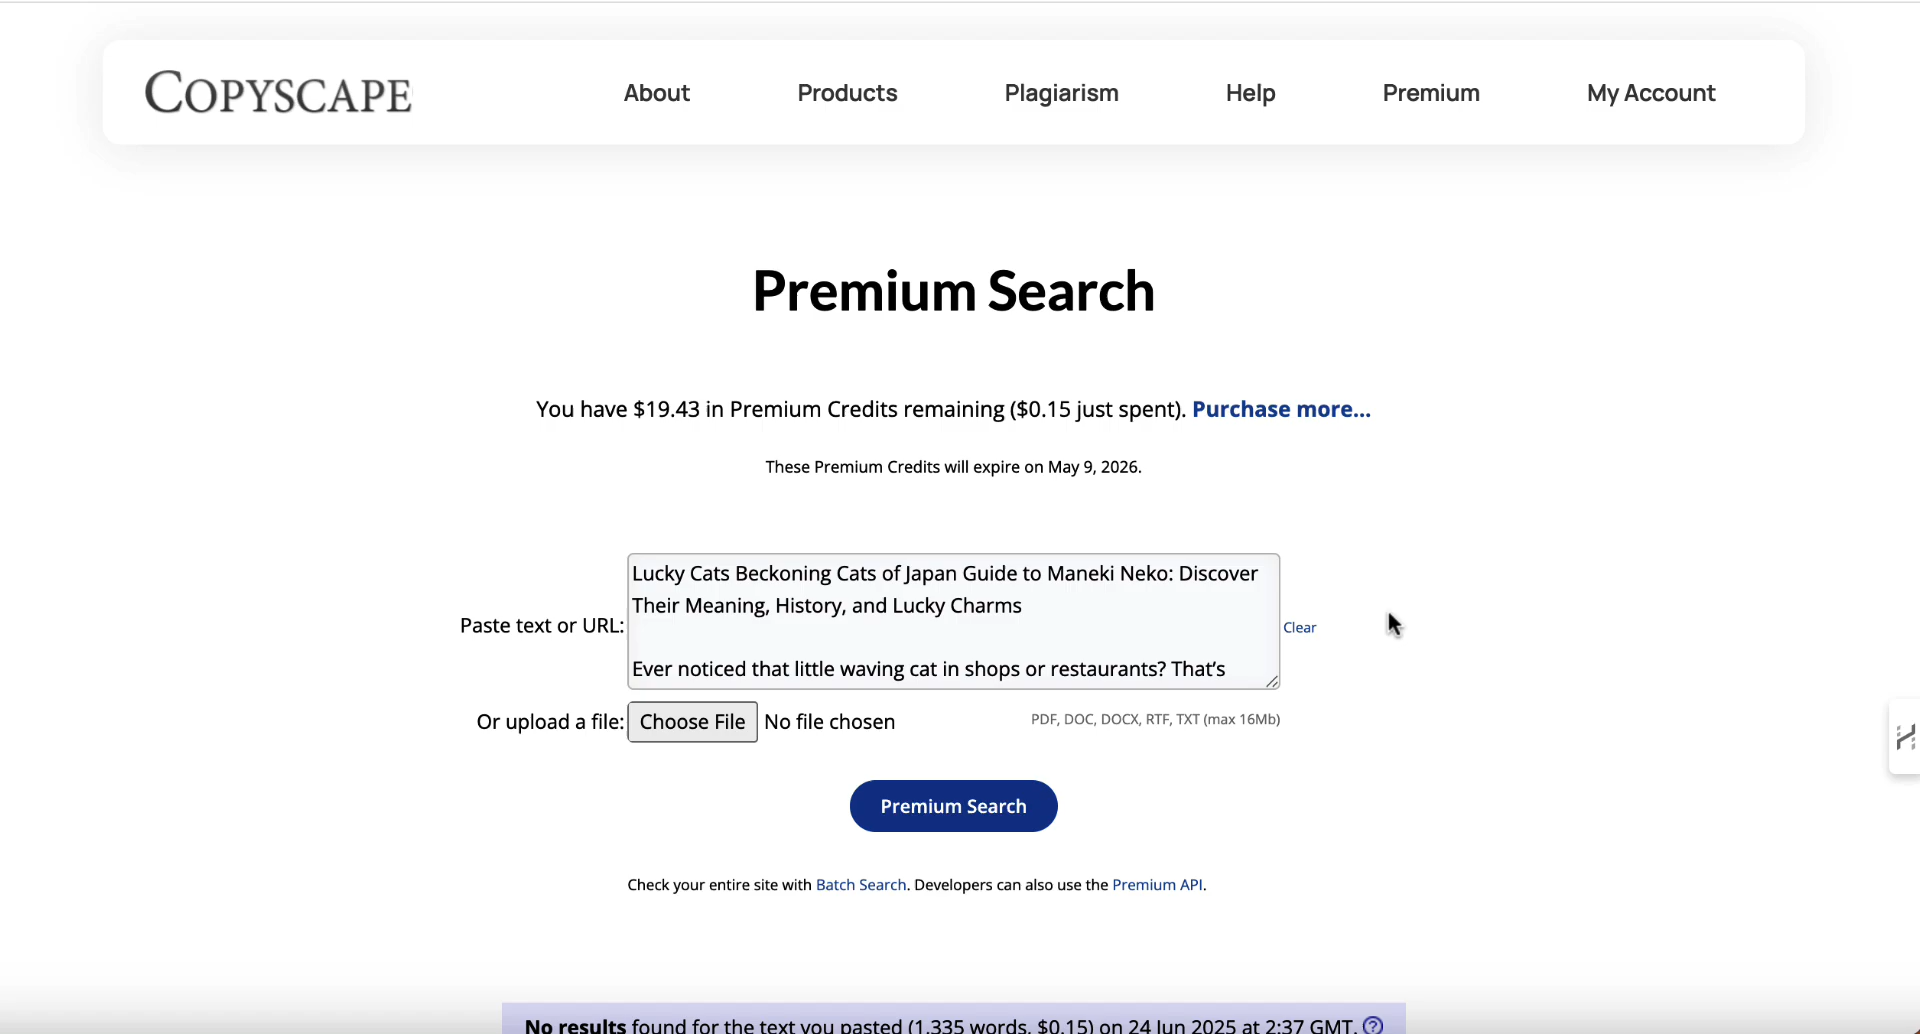 COPYSCAPE
About
Products
Plagiarism
Help
Premium
My Account
Premium Search
You have $19.43 in Premium Credits remaining ($0.15 just spent). Purchase more...
These Premium Credits will expire on May 9, 2026.
Paste text or URL:
Lucky Cats Beckoning Cats of Japan Guide to Maneki Neko: Discover
Their Meaning, History, and Lucky Charms
Ever noticed that little waving cat in shops or restaurants? That’s
Clear
Or upload a file: Choose File No file chosen PDF, DOC, DOCX, RTF, TXT (max 16Mb)
Premium Search
Check your entire site with Batch Search. Developers can also use the Premium API.
No results found for the text you pasted (1,335 words, $0.15) on 24 Jun 2025 at 2:37 GMT. ?